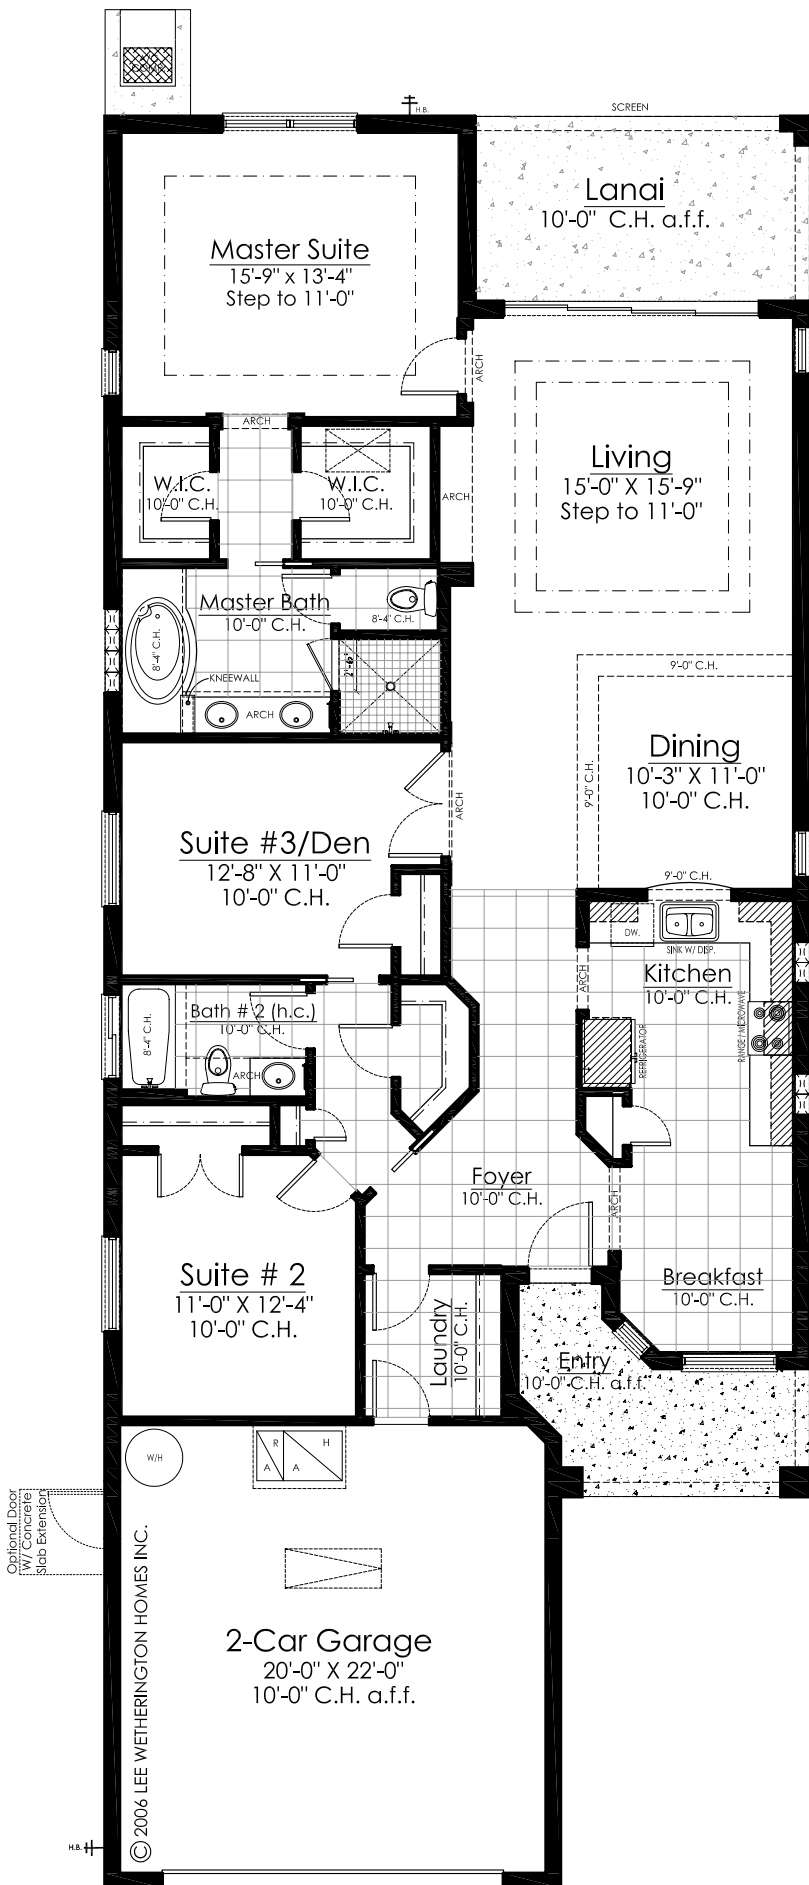 H.B.
SCREEN
Lanai
10'-0" C.H. a.f.f.
Master Suite
15'-9" x 13'-4"
Step to 11'-0"
ARCH
ARCH
W.I.C.
10'-0" C.H.
W.I.C.
10'-0" C.H.
ARCH
Living
15'-0" X 15'-9"
Step to 11'-0"
Master Bath
10'-0" C.H.
8'-4" C.H.
8'-4" C.H.
2'-6"
KNEEWALL
ARCH
9'-0" C.H.
9'-0" C.H.
Dining
10'-3" X 11'-0"
10'-0" C.H.
ARCH
Suite #3/Den
12'-8" X 11'-0"
10'-0" C.H.
9'-0" C.H.
DW.
SINK W/ DISP.
ARCH
Kitchen
10'-0" C.H.
RANGE / MICROWAVE
REFRIGERATOR
Bath # 2 (h.c.)
10'-0" C.H.
8'-4" C.H.
ARCH
Foyer
10'-0" C.H.
ARCH
Suite # 2
11'-0" X 12'-4"
10'-0" C.H.
Laundry
10'-0" C.H.
Breakfast
10'-0" C.H.
Entry
10'-0" C.H. a.f.f.
W/H
R
H
A
A
Optional Door
W/ Concrete
Slab Extension
© 2006 LEE WETHERINGTON HOMES INC.
2-Car Garage
20'-0" X 22'-0"
10'-0" C.H. a.f.f.
H.B.